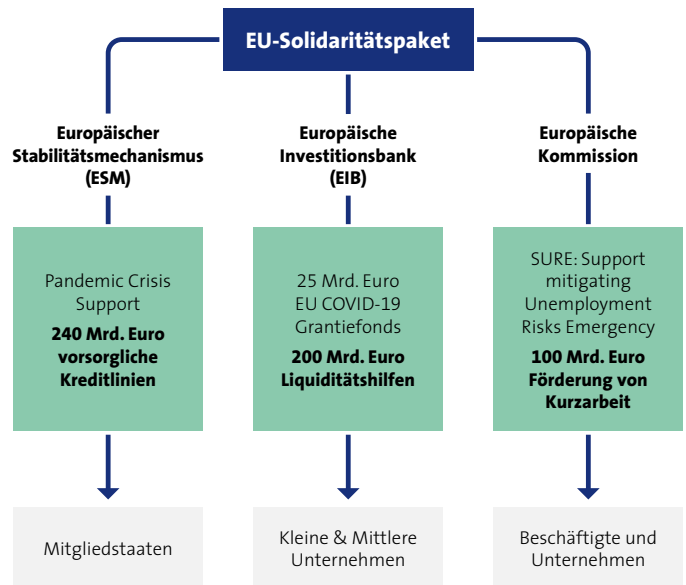 EU-Solidaritätspaket
Europäischer
Stabilitätsmechanismus
(ESM)
Europäische
Investitionsbank
(EIB)
Europäische
Kommission
Pandemic Crisis
Support
240 Mrd. Euro
vorsorgliche
Kreditlinien
25 Mrd. Euro
EU COVID-19
Grantiefonds
200 Mrd. Euro
Liquiditätshilfen
SURE: Support
mitigating
Unemployment
Risks Emergency
100 Mrd. Euro
Förderung von
Kurzarbeit
Mitgliedstaaten
Kleine & Mittlere
Unternehmen
Beschäftigte und
Unternehmen